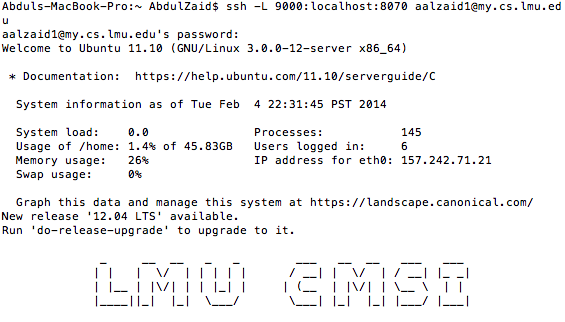 Abduls-MacBook-Pro:~ AbdulZaid$ ssh -L 9000:localhost:8070 aalzaid1@my.cs.lmu.ed
u
aalzaid1@my.cs.lmu.edu's password:
Welcome to Ubuntu 11.10 (GNU/Linux 3.0.0-12-server x86_64)
* Documentation:  https://help.ubuntu.com/11.10/serverguide/C
System information as of Tue Feb  4 22:31:45 PST 2014
System load:    0.0                Processes:            145
Usage of /home: 1.4% of 45.83GB   Users logged in:      6
Memory usage:   26%                IP address for eth0: 157.242.71.21
Swap usage:     0%
Graph this data and manage this system at https://landscape.canonical.com/
New release '12.04 LTS' available.
Run 'do-release-upgrade' to upgrade to it.
LMU CMSI